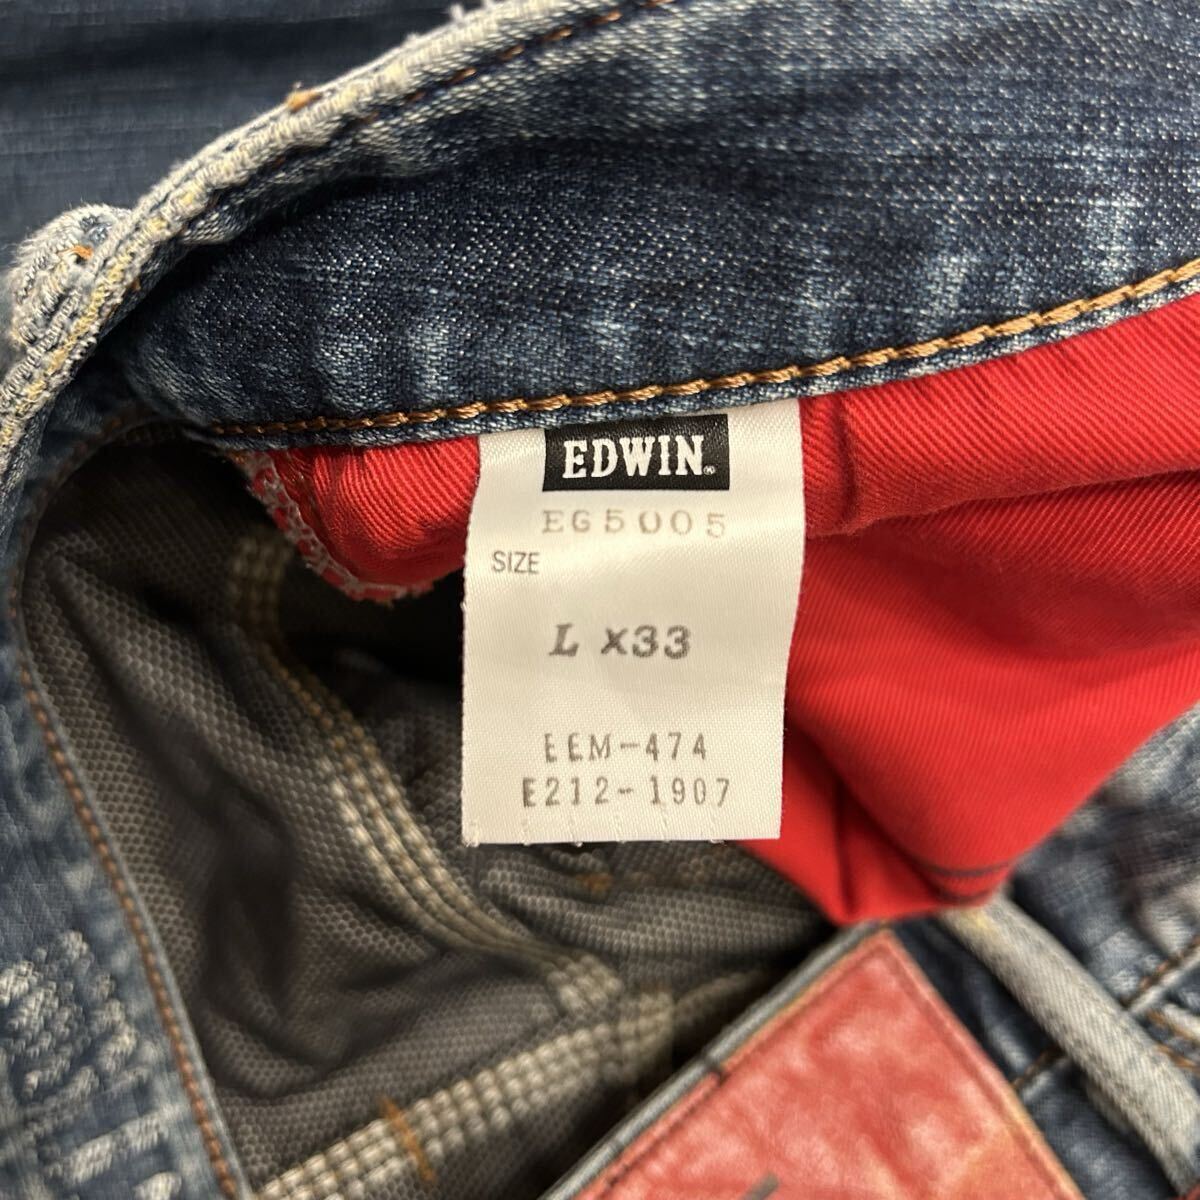 EDWIN.
EG5005
SIZE
L x33
EEM-474
E212-1907